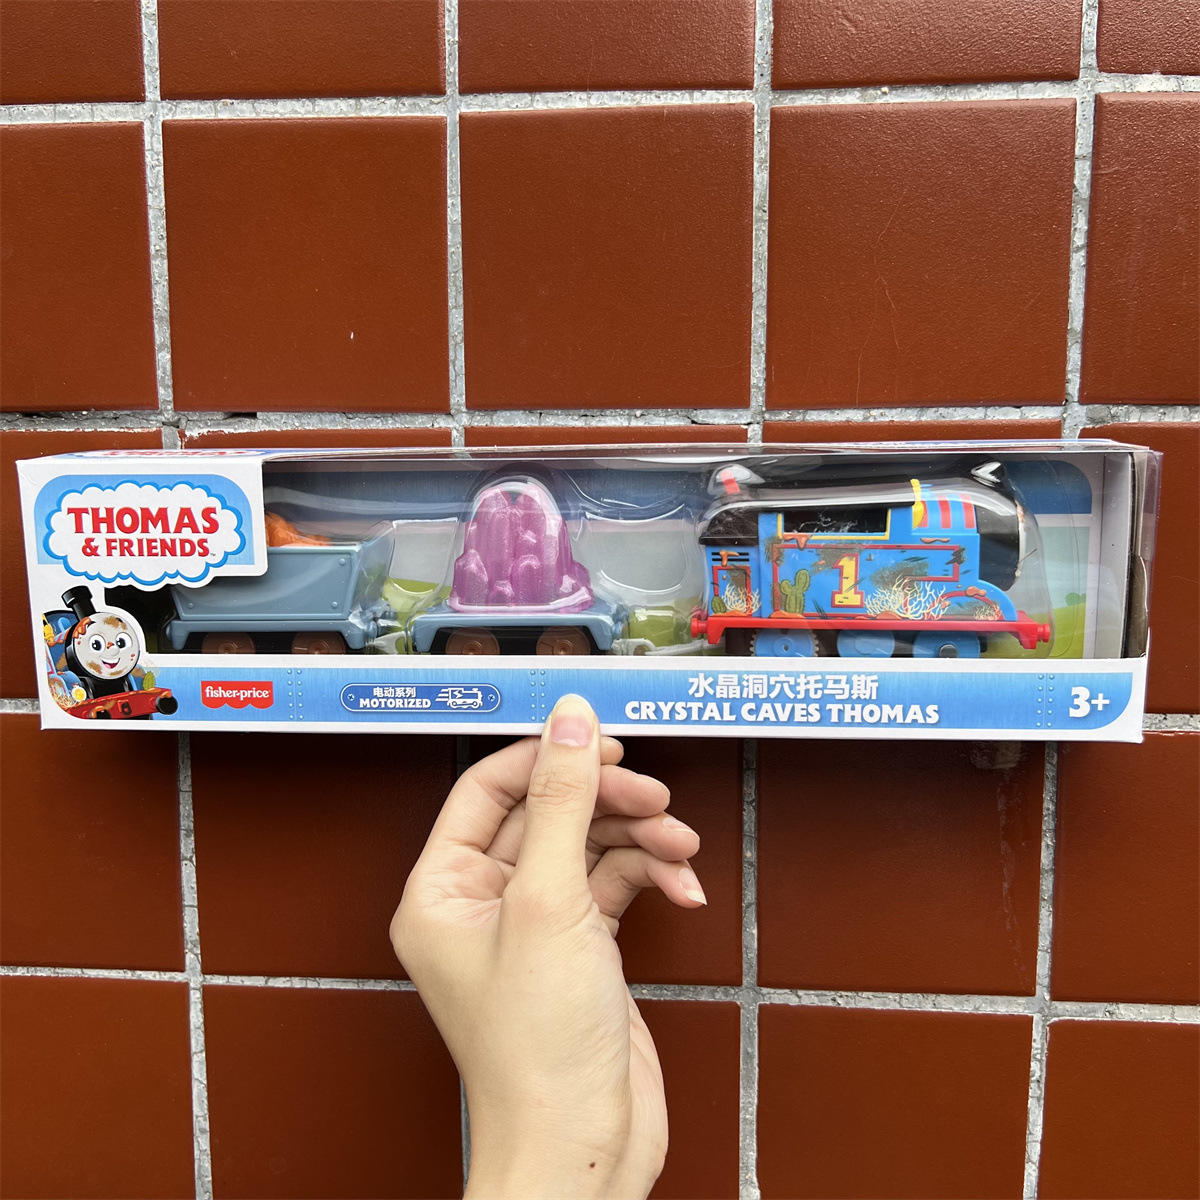 THOMAS
& FRIENDS™
fisher-price
电动系列
MOTORIZED
水晶洞穴托马斯
CRYSTAL CAVES THOMAS
3+
1